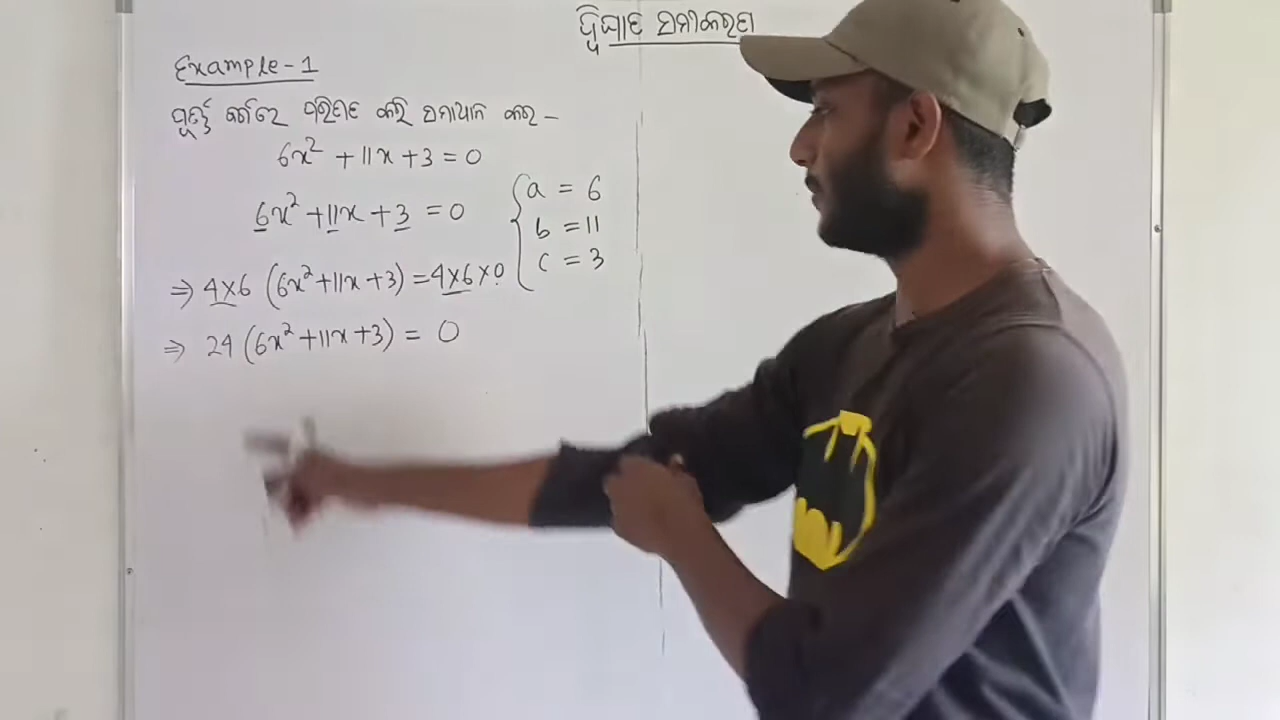 ଦ୍ୱିଘାତ ସମୀକରଣ
Example-1
ପୂର୍ଣ୍ଣ ବର୍ଗରେ ପରିଣତ କରି ସମାଧାନ କର -
6x² + 11x + 3 = 0
6x² + 11x + 3 = 0
a = 6
b = 11
c = 3
⇒ 4×6 (6x² + 11x + 3) = 4×6×0
⇒ 24 (6x² + 11x + 3) = 0